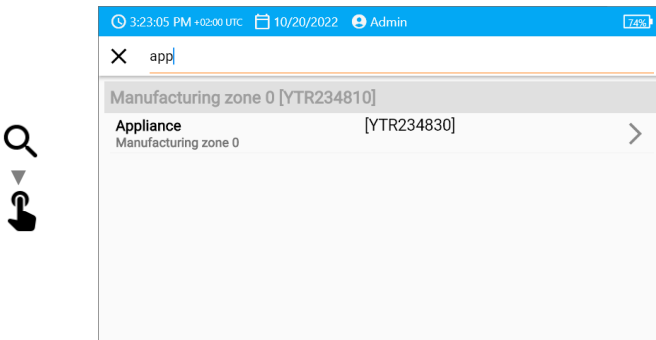 3:23:05 PM +02:00 UTC 10/20/2022 Admin 74%
app
Manufacturing zone 0 [YTR234810]
Appliance [YTR234830]
Manufacturing zone 0